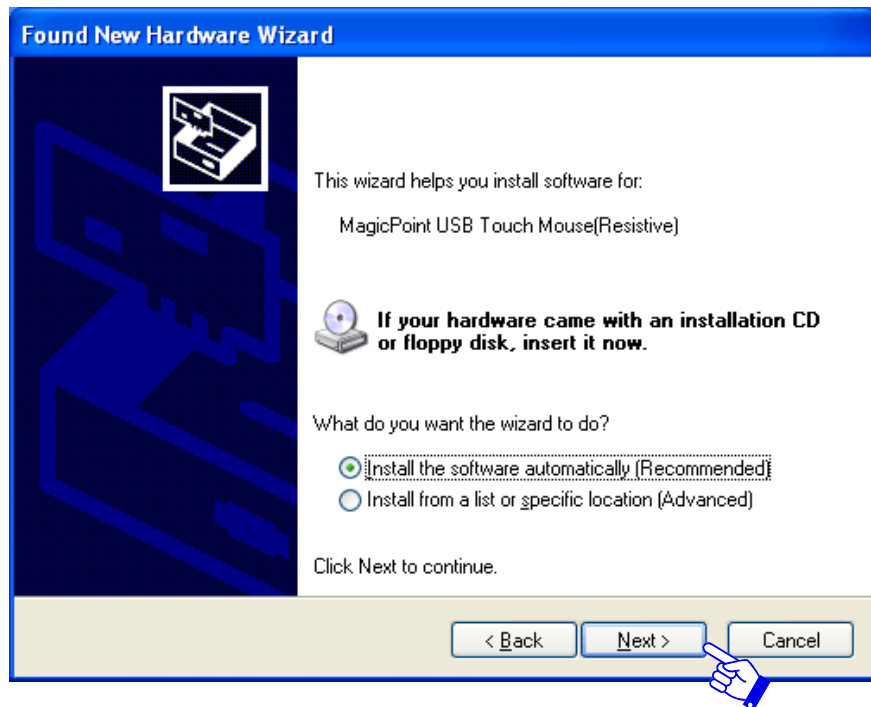 Found New Hardware Wizard
This wizard helps you install software for:
MagicPoint USB Touch Mouse(Resistive)
If your hardware came with an installation CD
or floppy disk, insert it now.
What do you want the wizard to do?
Install the software automatically (Recommended)
Install from a list or specific location (Advanced)
Click Next to continue.
< Back Next > Cancel